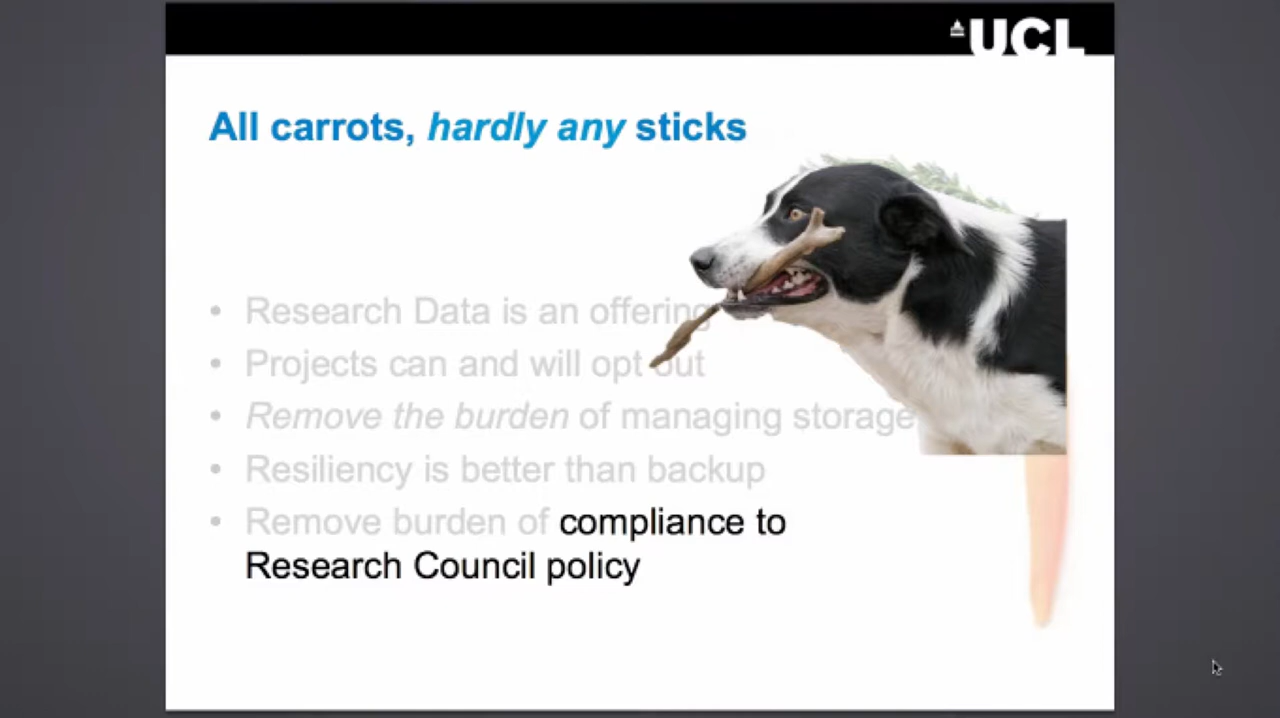 UCL
All carrots, hardly any sticks
• Research Data is an offering
• Projects can and will opt out
• Remove the burden of managing storage
• Resiliency is better than backup
• Remove burden of compliance to
Research Council policy